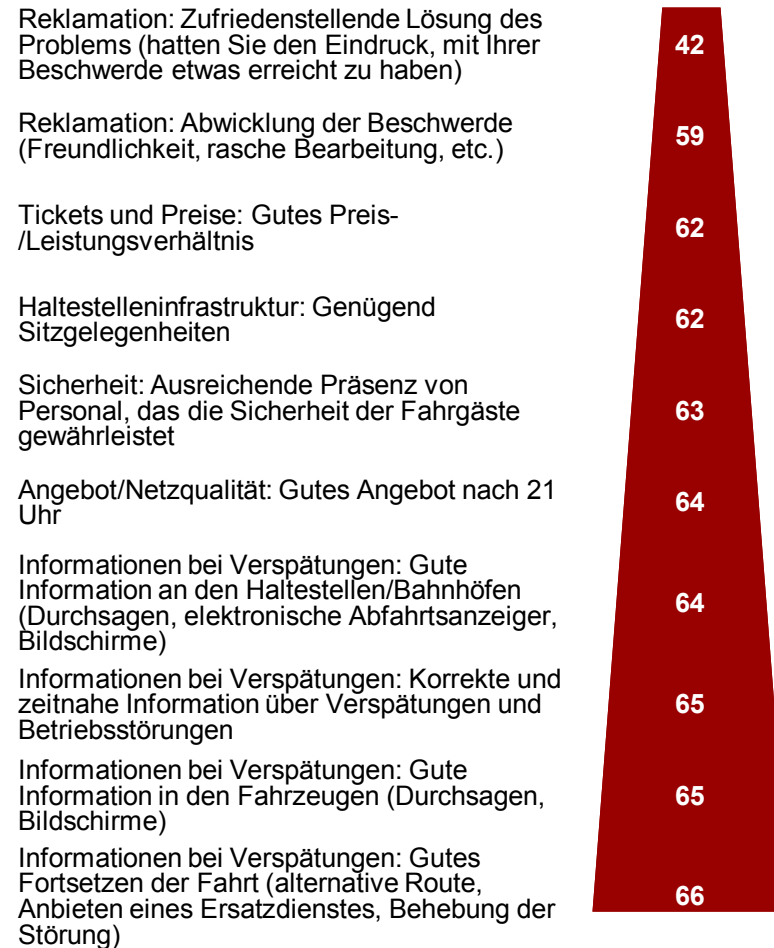 Reklamation: Zufriedenstellende Lösung des
Problems (hatten Sie den Eindruck, mit Ihrer
Beschwerde etwas erreicht zu haben)
42
Reklamation: Abwicklung der Beschwerde
(Freundlichkeit, rasche Bearbeitung, etc.)
59
Tickets und Preise: Gutes Preis-
/Leistungsverhältnis
62
Haltestelleninfrastruktur: Genügend
Sitzgelegenheiten
62
Sicherheit: Ausreichende Präsenz von
Personal, das die Sicherheit der Fahrgäste
gewährleistet
63
Angebot/Netzqualität: Gutes Angebot nach 21
Uhr
64
Informationen bei Verspätungen: Gute
Information an den Haltestellen/Bahnhöfen
(Durchsagen, elektronische Abfahrtsanzeiger,
Bildschirme)
64
Informationen bei Verspätungen: Korrekte und
zeitnahe Information über Verspätungen und
Betriebsstörungen
65
Informationen bei Verspätungen: Gute
Information in den Fahrzeugen (Durchsagen,
Bildschirme)
65
Informationen bei Verspätungen: Gutes
Fortsetzen der Fahrt (alternative Route,
Anbieten eines Ersatzdienstes, Behebung der
Störung)
66